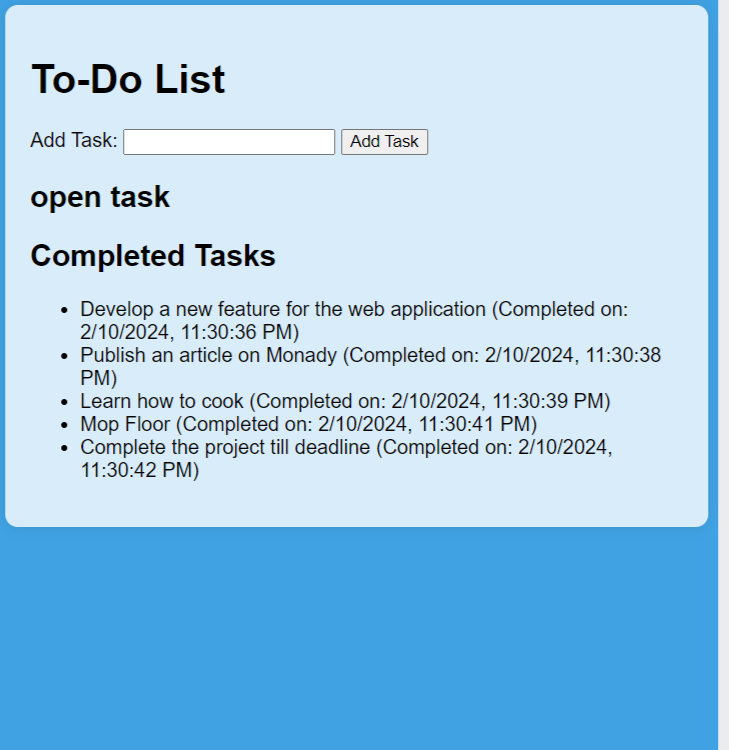 To-Do List
Add Task: Add Task
open task
Completed Tasks
• Develop a new feature for the web application (Completed on:
2/10/2024, 11:30:36 PM)
• Publish an article on Monady (Completed on: 2/10/2024, 11:30:38
PM)
• Learn how to cook (Completed on: 2/10/2024, 11:30:39 PM)
• Mop Floor (Completed on: 2/10/2024, 11:30:41 PM)
• Complete the project till deadline (Completed on: 2/10/2024,
11:30:42 PM)